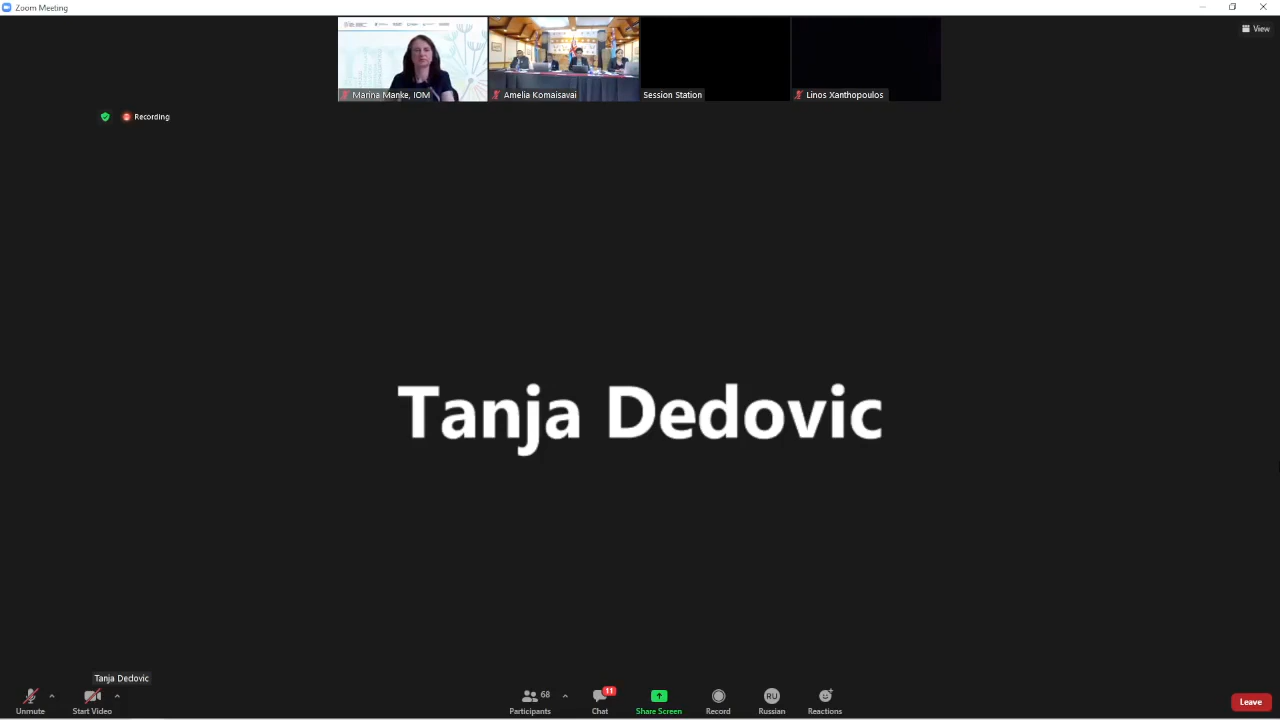 Zoom Meeting
View
Marina Manke, IOM
Amelia Komaisavai
Session Station
Linos Xanthopoulos
Recording
Tanja Dedovic
Tanja Dedovic
Unmute
Start Video
68
Participants
11
Chat
Share Screen
Record
RU
Russian
Reactions
Leave